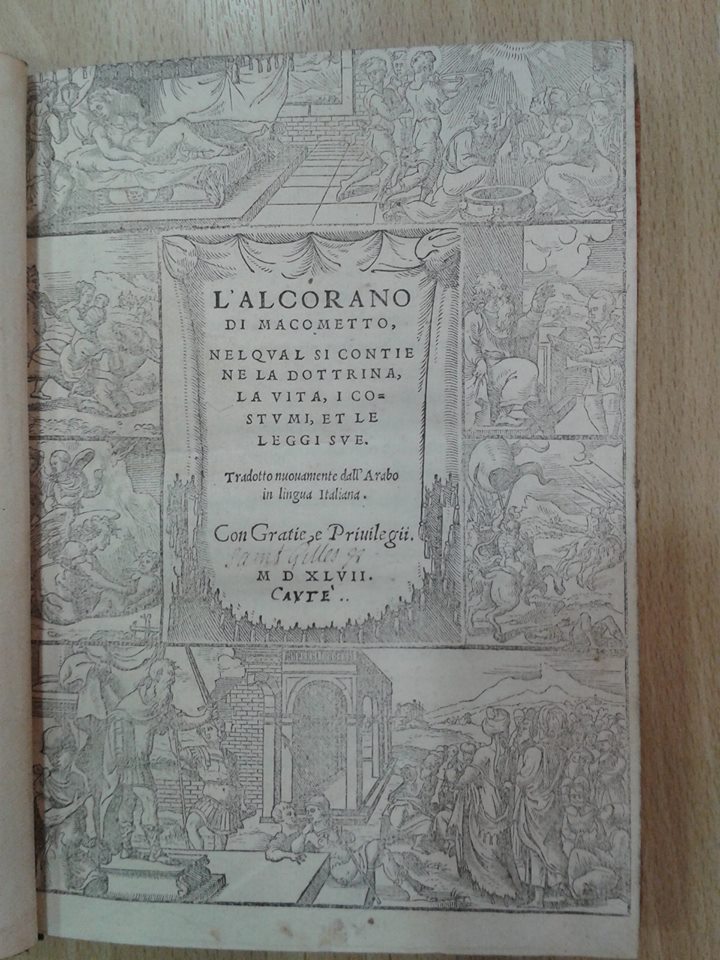 L'ALCORANO
DI MACOMETTO,
NELQVAL SI CONTIE
NE LA DOTTRINA,
LA VITA, I CO=
STVMI, ET LE
LEGGI SVE.
Tradotto nuouamente dall'Arabo
in lingua Italiana.
Con Gratie, e Priuilegii.
M D XLVII.
CAVTE..